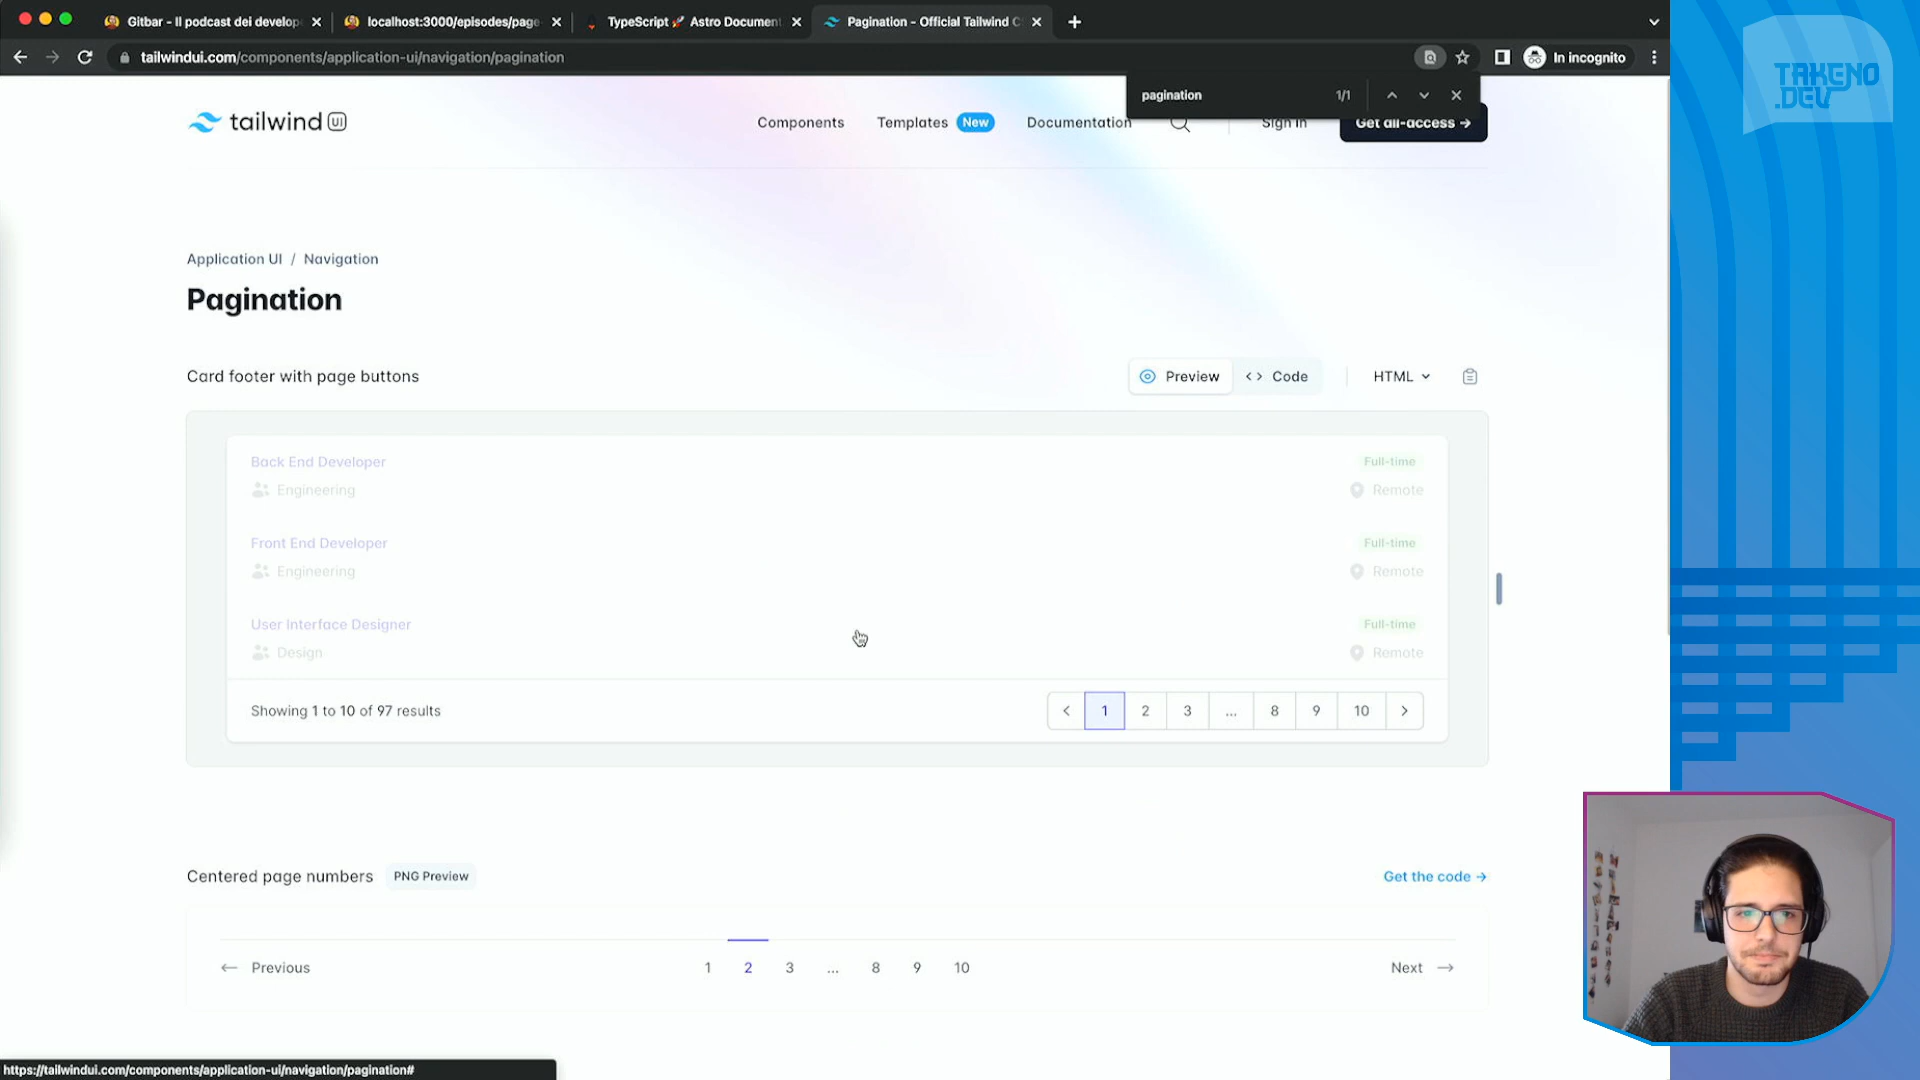 Gitbar - Il podcast dei develop
localhost:3000/episodes/page
TypeScript 🚀 Astro Documen
Pagination - Official Tailwind C
tailwindui.com/components/application-ui/navigation/pagination
In incognito
pagination
1/1
TAKENO
.DEV
tailwind UI
Components
Templates
New
Documentation
Sign in
Get all-access →
Application UI / Navigation
Pagination
Card footer with page buttons
Preview
<> Code
HTML
Back End Developer
Full-time
Engineering
Remote
Front End Developer
Full-time
Engineering
Remote
User Interface Designer
Full-time
Design
Remote
Showing 1 to 10 of 97 results
< 1 2 3 ... 8 9 10 >
Centered page numbers
PNG Preview
Get the code →
← Previous
1 2 3 ... 8 9 10
Next →
https://tailwindui.com/components/application-ui/navigation/pagination#